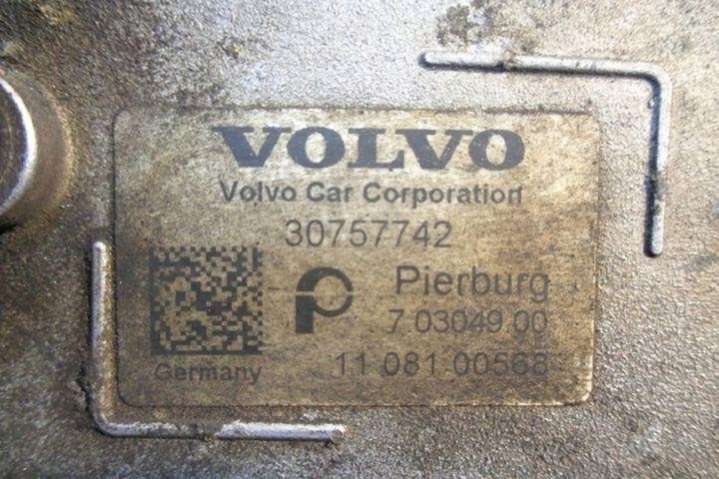 VOLVO
Volvo Car Corporation
30757742
Pierburg
7 03049 00
11 081 00568
Germany